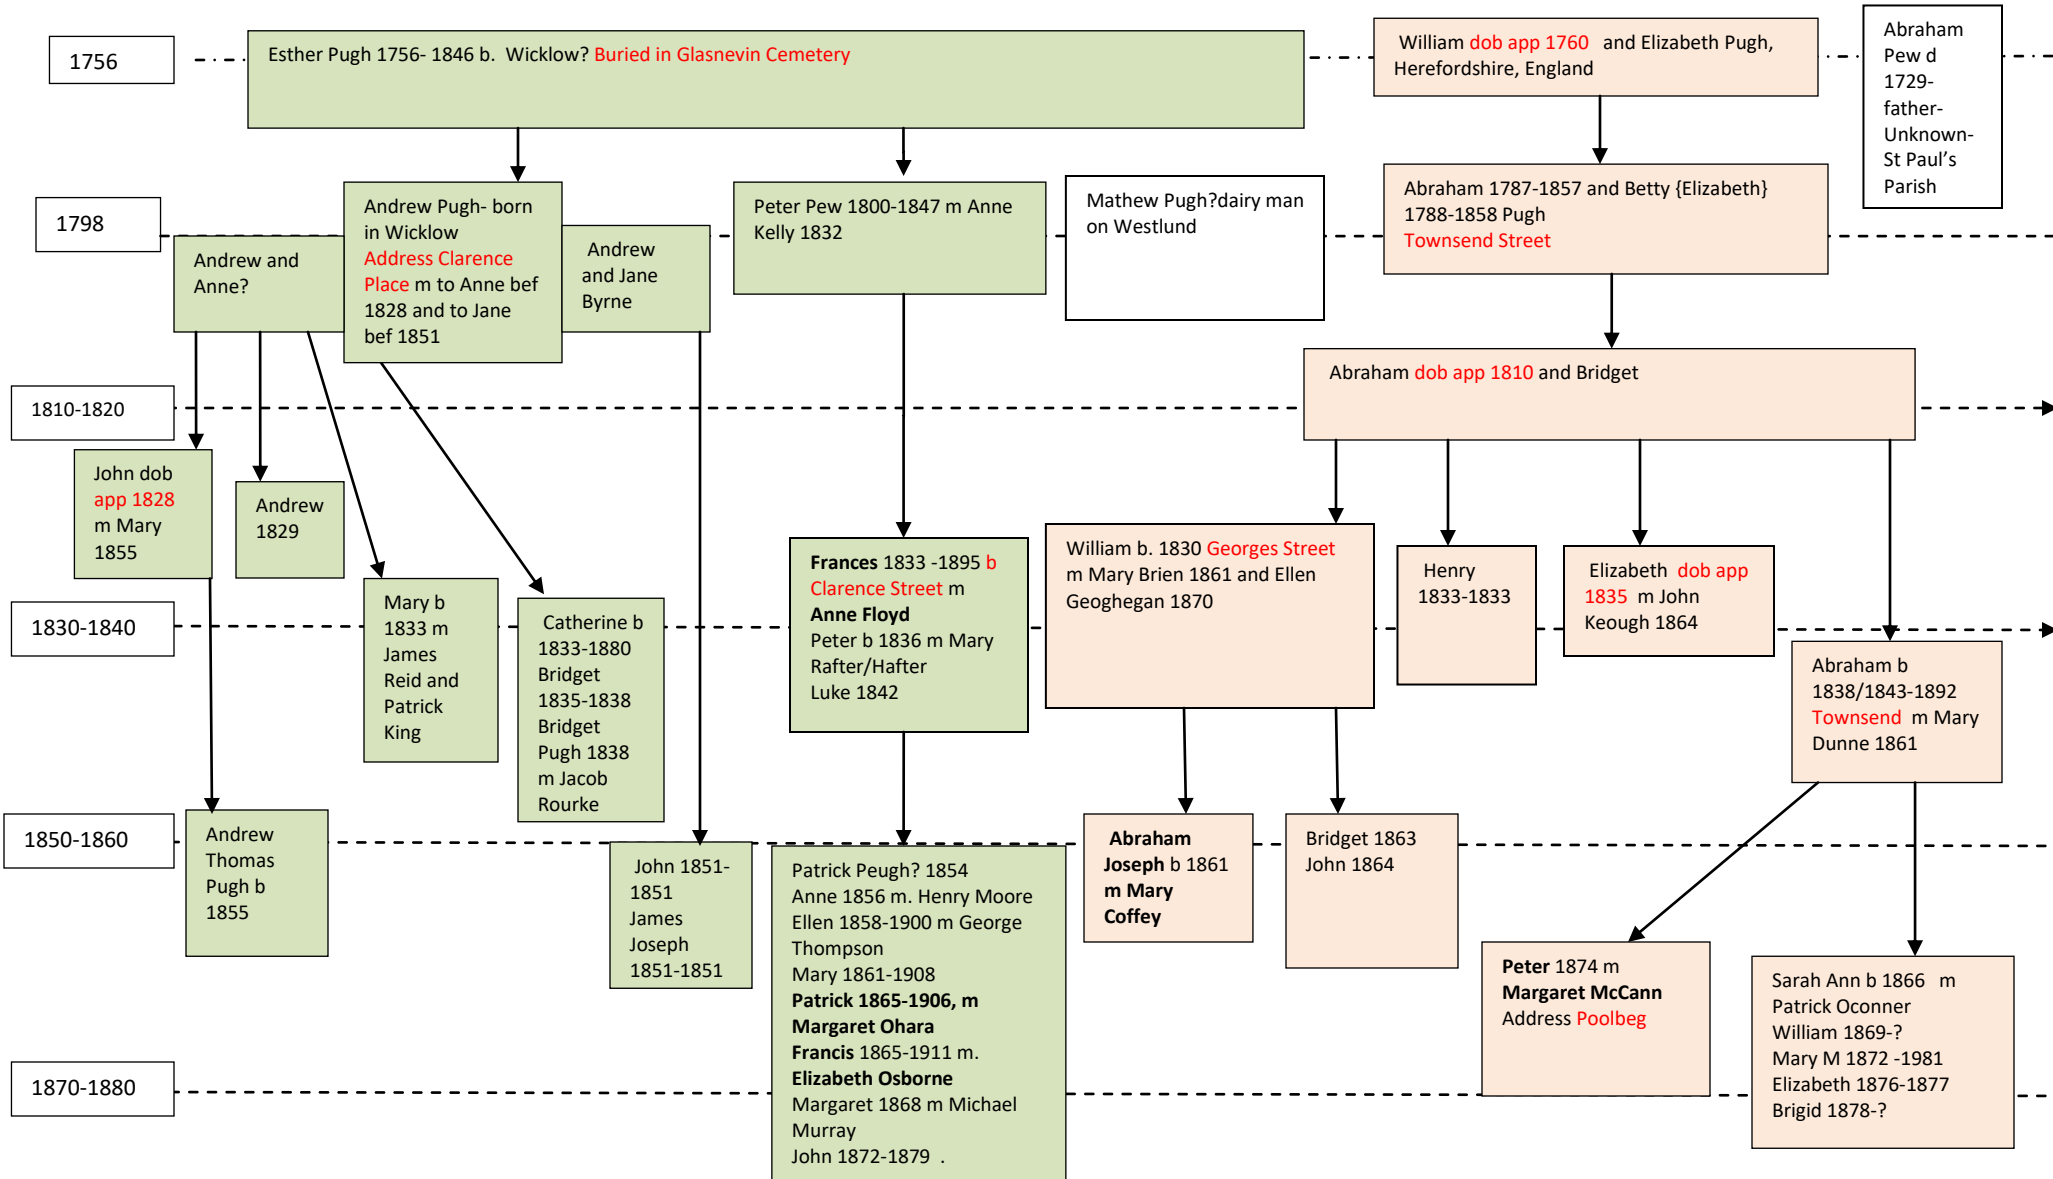 1756
Esther Pugh 1756- 1846 b. Wicklow? Buried in Glasnevin Cemetery
William dob app 1760 and Elizabeth Pugh,
Herefordshire, England
Abraham
Pew d
1729-
father-
Unknown-
St Paul's
Parish
1798
Andrew and
Anne?
Andrew Pugh- born
in Wicklow
Address Clarence
Place m to Anne bef
1828 and to Jane
bef 1851
Andrew
and Jane
Byrne
Peter Pew 1800-1847 m Anne
Kelly 1832
Mathew Pugh?dairy man
on Westlund
Abraham 1787-1857 and Betty {Elizabeth}
1788-1858 Pugh
Townsend Street
Abraham dob app 1810 and Bridget
1810-1820
John dob
app 1828
m Mary
1855
Andrew
1829
Mary b
1833 m
James
Reid and
Patrick
King
Catherine b
1833-1880
Bridget
1835-1838
Bridget
Pugh 1838
m Jacob
Rourke
Frances 1833 -1895 b
Clarence Street m
Anne Floyd
Peter b 1836 m Mary
Rafter/Hafter
Luke 1842
William b. 1830 Georges Street
m Mary Brien 1861 and Ellen
Geoghegan 1870
Henry
1833-1833
Elizabeth dob app
1835 m John
Keough 1864
Abraham b
1838/1843-1892
Townsend m Mary
Dunne 1861
1830-1840
1850-1860
Andrew
Thomas
Pugh b
1855
John 1851-
1851
James
Joseph
1851-1851
Patrick Peugh? 1854
Anne 1856 m. Henry Moore
Ellen 1858-1900 m George
Thompson
Mary 1861-1908
Patrick 1865-1906, m
Margaret Ohara
Francis 1865-1911 m.
Elizabeth Osborne
Margaret 1868 m Michael
Murray
John 1872-1879 .
Abraham
Joseph b 1861
m Mary
Coffey
Bridget 1863
John 1864
Peter 1874 m
Margaret McCann
Address Poolbeg
Sarah Ann b 1866 m
Patrick Oconner
William 1869-?
Mary M 1872 -1981
Elizabeth 1876-1877
Brigid 1878-?
1870-1880